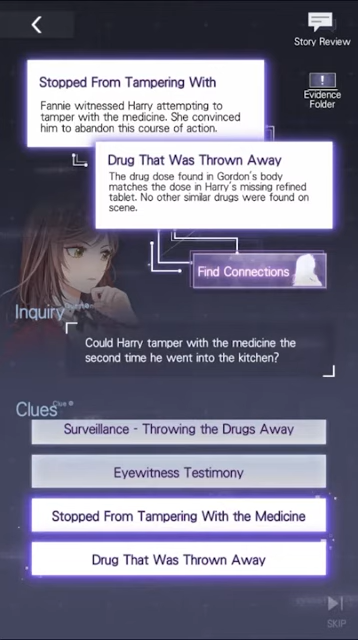 Story Review
Stopped From Tampering With
Evidence
Folder
Fannie witnessed Harry attempting to
tamper with the medicine. She convinced
him to abandon this course of action.
Drug That Was Thrown Away
The drug dose found in Gordon's body
matches the dose in Harry's missing refined
tablet. No other similar drugs were found on
scene.
Find Connections
Inquiry
Could Harry tamper with the medicine the
second time he went into the kitchen?
Clues Clue
Surveillance - Throwing the Drugs Away
Eyewitness Testimony
Stopped From Tampering With the Medicine
Drug That Was Thrown Away
SKIP